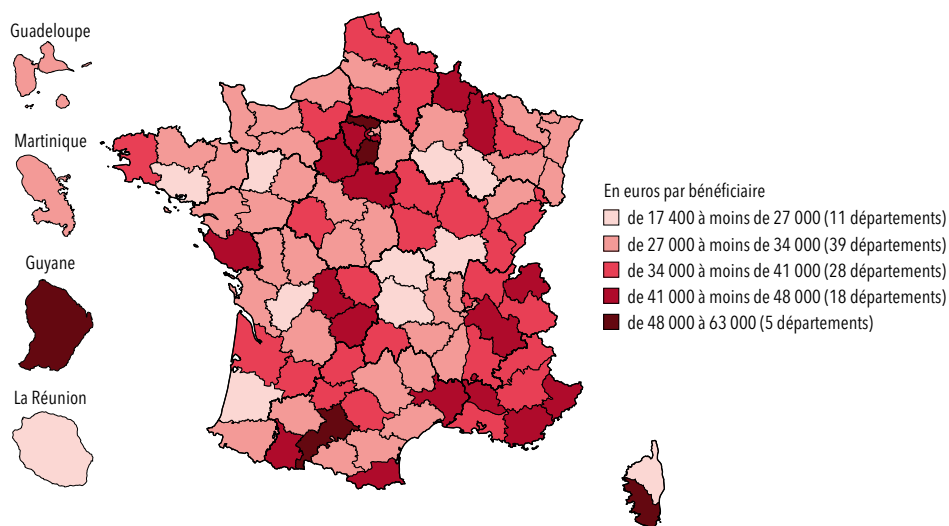 Guadeloupe
Martinique
Guyane
La Réunion
En euros par bénéficiaire
de 17 400 à moins de 27 000 (11 départements)
de 27 000 à moins de 34 000 (39 départements)
de 34 000 à moins de 41 000 (28 départements)
de 41 000 à moins de 48 000 (18 départements)
de 48 000 à 63 000 (5 départements)